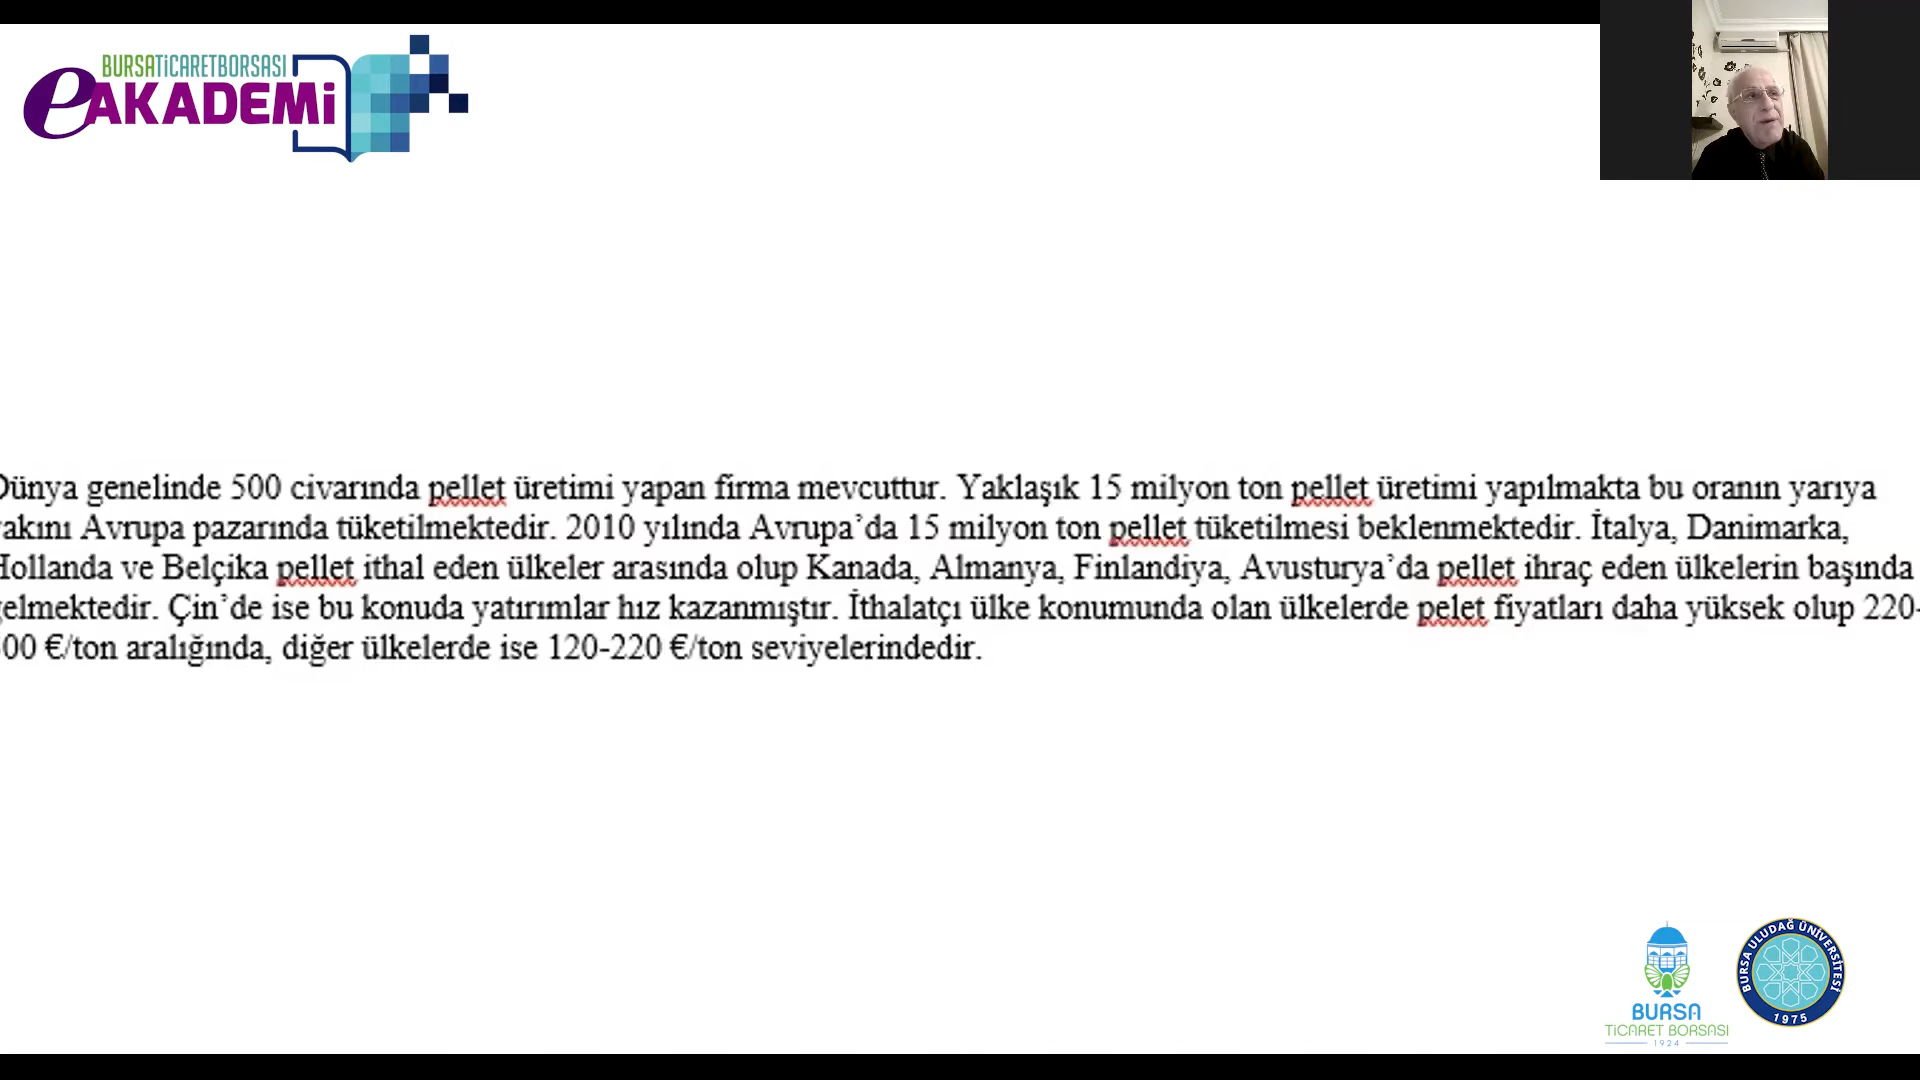 BURSATİCARETBORSASI
eAKADEMİ
Dünya genelinde 500 civarında pellet üretimi yapan firma mevcuttur. Yaklaşık 15 milyon ton pellet üretimi yapılmakta bu oranın yarıya
akını Avrupa pazarında tüketilmektedir. 2010 yılında Avrupa’da 15 milyon ton pellet tüketilmesi beklenmektedir. İtalya, Danimarka,
Hollanda ve Belçika pellet ithal eden ülkeler arasında olup Kanada, Almanya, Finlandiya, Avusturya’da pellet ihraç eden ülkelerin başında
gelmektedir. Çin’de ise bu konuda yatırımlar hız kazanmıştır. İthalatçı ülke konumunda olan ülkelerde pelet fiyatları daha yüksek olup 220-
00 €/ton aralığında, diğer ülkelerde ise 120-220 €/ton seviyelerindedir.
BURSA
TİCARET BORSASI
1924
BURSA ULUDAĞ ÜNİVERSİTESİ
1975